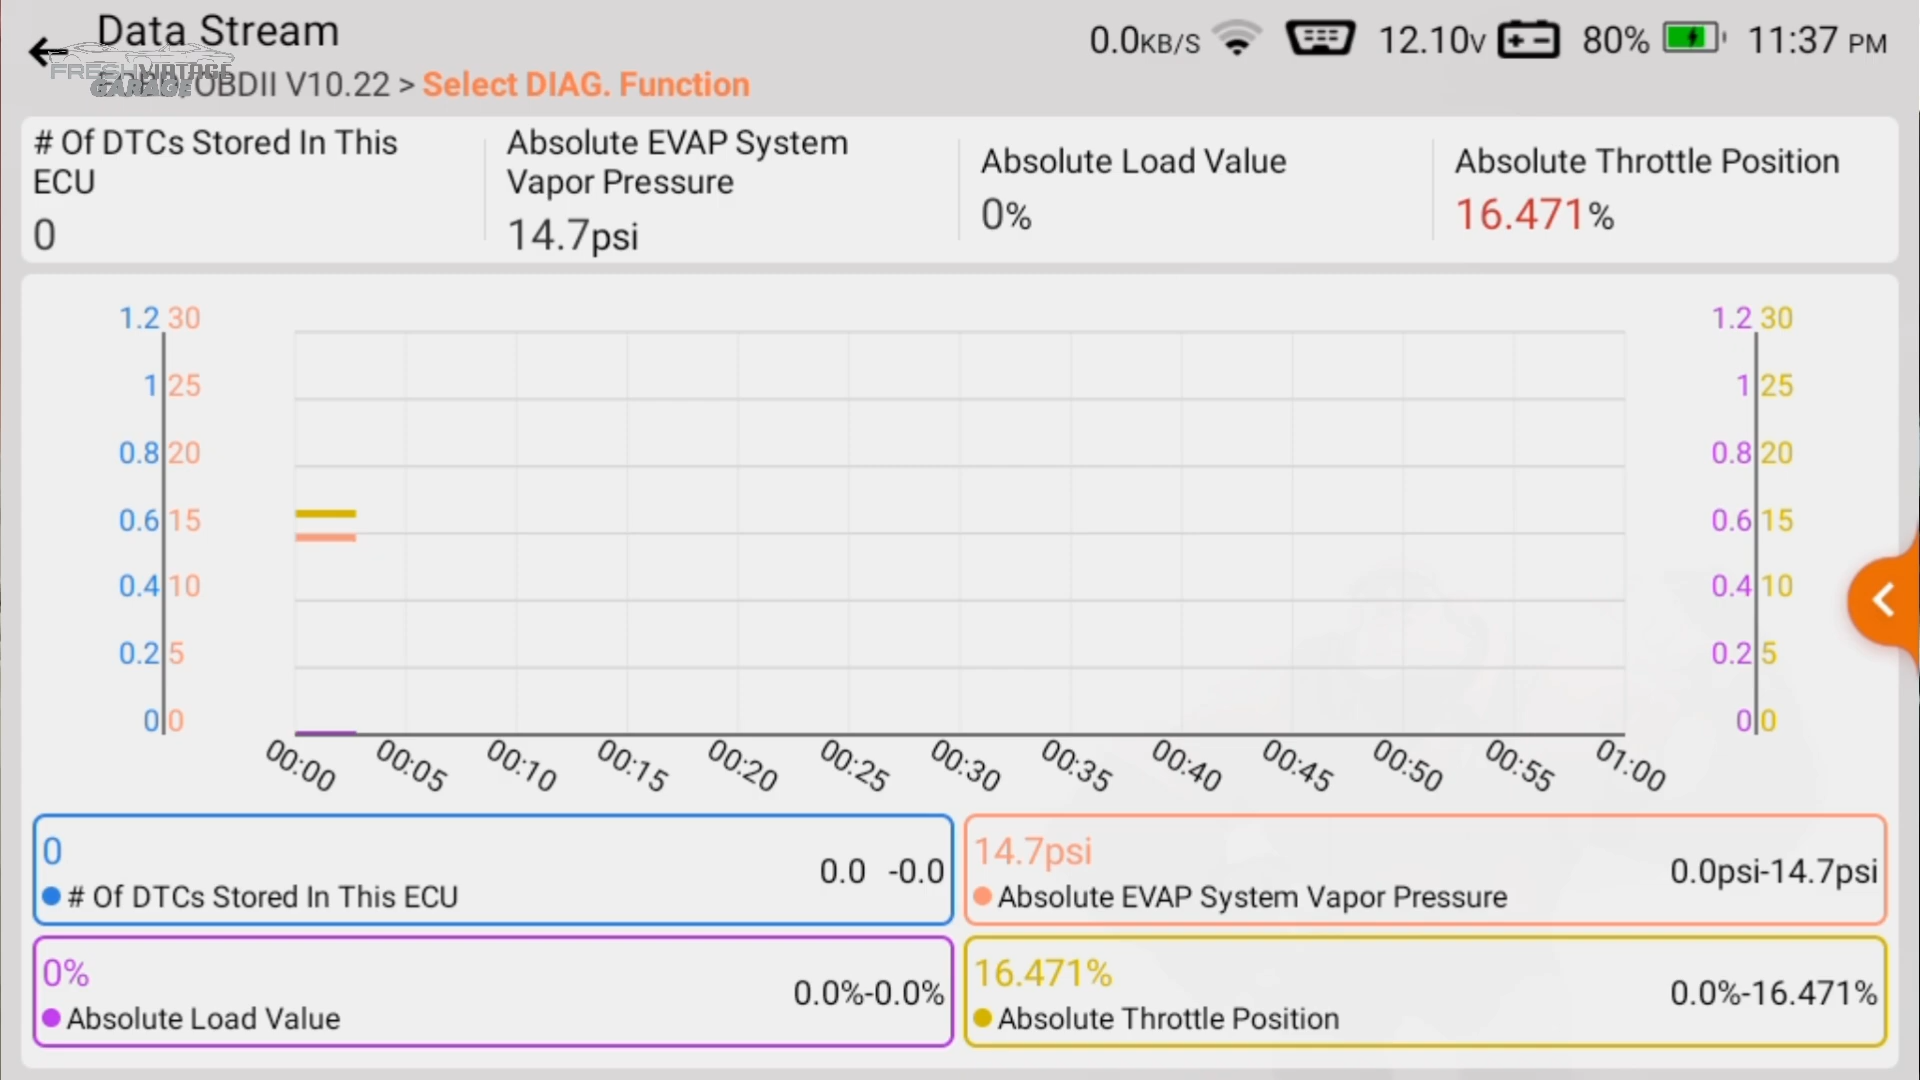 Data Stream
0.0KB/S 12.10V 80% 11:37 PM
FRESH VINTAGE
GARAGE
OBDII V10.22 > Select DIAG. Function
# Of DTCs Stored In This
ECU
0
Absolute EVAP System
Vapor Pressure
14.7psi
Absolute Load Value
0%
Absolute Throttle Position
16.471%
1.2 30
1 25
0.8 20
0.6 15
0.4 10
0.2 5
0 0
1.2 30
1 25
0.8 20
0.6 15
0.4 10
0.2 5
0 0
00:00 00:05 00:10 00:15 00:20 00:25 00:30 00:35 00:40 00:45 00:50 00:55 01:00
0
# Of DTCs Stored In This ECU
0.0 -0.0
14.7psi
Absolute EVAP System Vapor Pressure
0.0psi-14.7psi
0%
Absolute Load Value
0.0%-0.0%
16.471%
Absolute Throttle Position
0.0%-16.471%